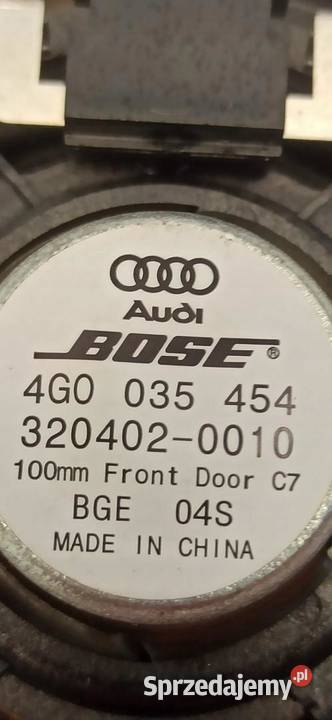 Audi
BOSE®
4G0 035 454
320402-0010
100mm Front Door C7
BGE 04S
MADE IN CHINA
Sprzedajemy.pl